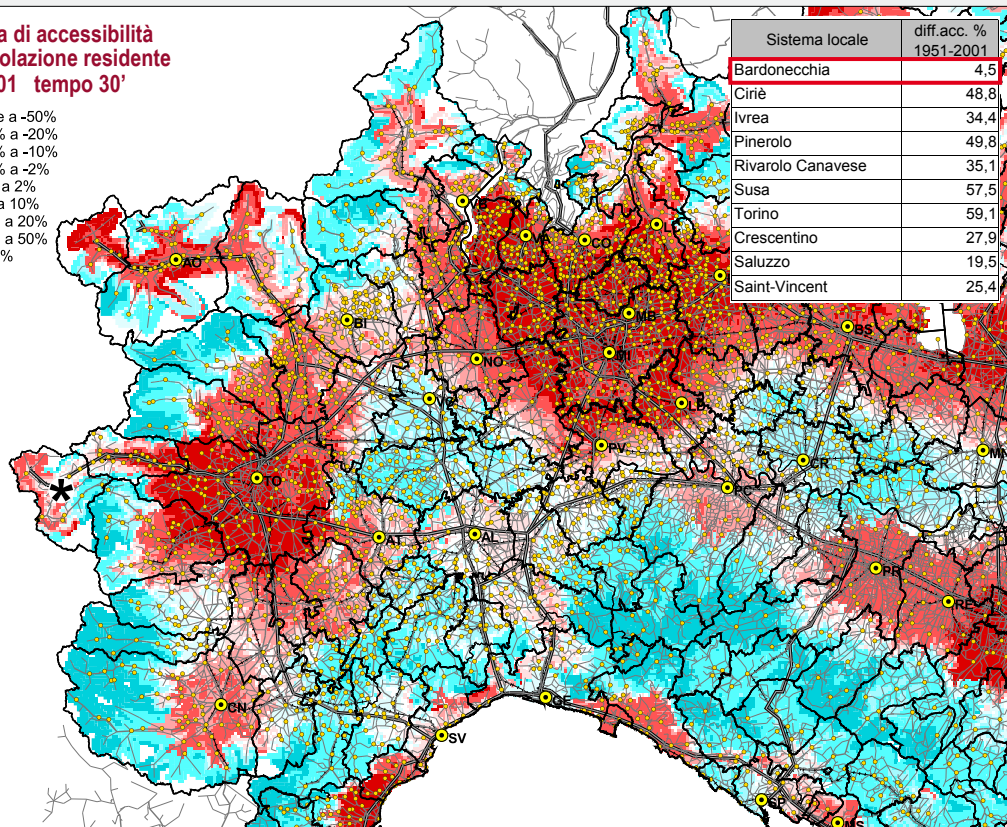 a di accessibilità
olazione residente
01 tempo 30'
e a -50%
% a -20%
% a -10%
% a -2%
a 2%
a 10%
a 20%
a 50%
%
Sistema locale diff.acc. % 1951-2001
Bardonecchia 4,5
Ciriè 48,8
Ivrea 34,4
Pinerolo 49,8
Rivarolo Canavese 35,1
Susa 57,5
Torino 59,1
Crescentino 27,9
Saluzzo 19,5
Saint-Vincent 25,4
AO
BI
CO
MB
BS
NO
MI
PV
CR
MN
TO
*
AT
AL
PR
RE
CN
SV
GE
SP
MS